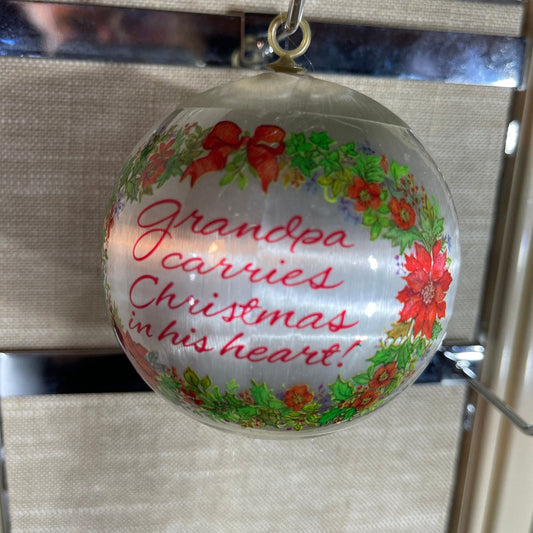 Grandpa
carries
Christmas
in his heart!